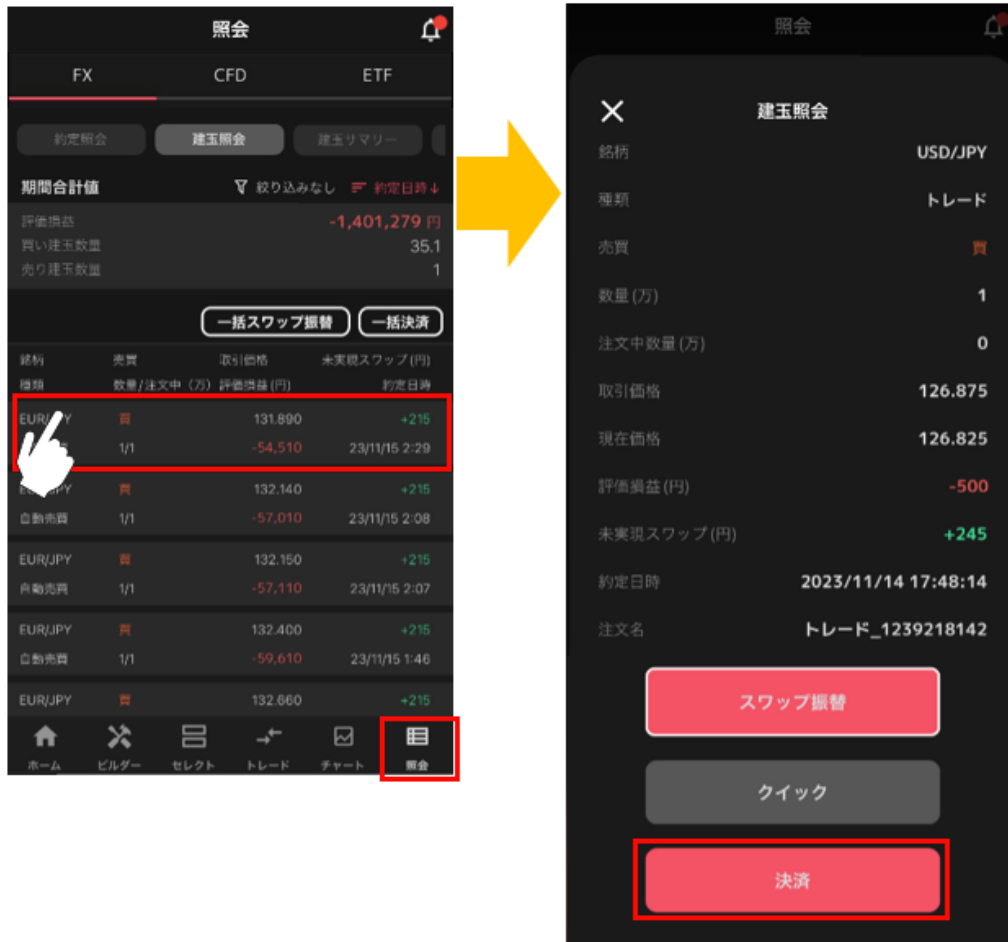 照会
FX CFD ETF
約定照会 建玉照会 建玉サマリー
期間合計値 絞り込みなし 約定日時↓
評価損益 -1,401,279 円
買い建玉数量 35.1
売り建玉数量 1
一括スワップ振替 一括決済
銘柄 売買 取引価格 未実現スワップ(円)
種類 数量/注文中 (万) 評価損益(円) 約定日時
EUR/JPY 買 131.890 +215
1/1 -54,510 23/11/15 2:29
EUR/JPY 買 132.140 +215
自動売買 1/1 -57,010 23/11/15 2:08
EUR/JPY 買 132.150 +215
自動売買 1/1 -57,110 23/11/15 2:07
EUR/JPY 買 132.400 +215
自動売買 1/1 -59,610 23/11/15 1:46
EUR/JPY 買 132.660 +215
ホーム ビルダー セレクト トレード チャート 照会
照会
建玉照会
銘柄 USD/JPY
種類 トレード
売買 買
数量(万) 1
注文中数量(万) 0
取引価格 126.875
現在価格 126.825
評価損益(円) -500
未実現スワップ(円) +245
約定日時 2023/11/14 17:48:14
注文名 トレード_1239218142
スワップ振替
クイック
決済